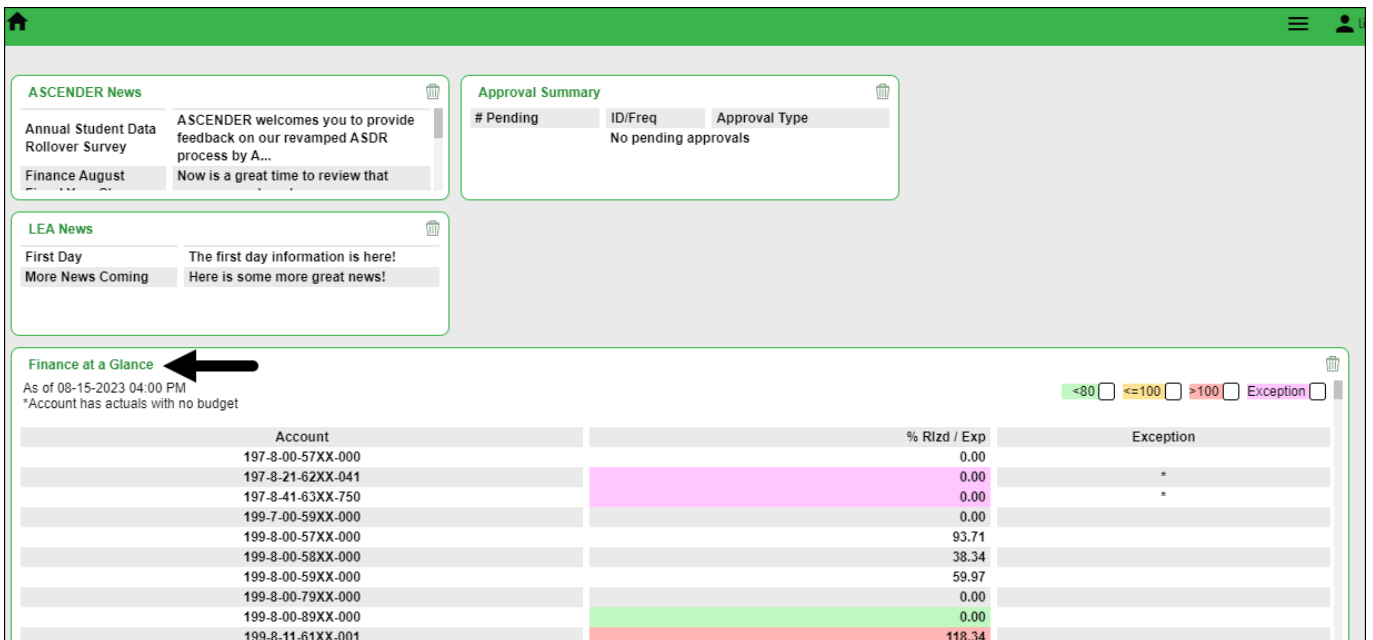 ASCENDER News
Annual Student Data
Rollover Survey
ASCENDER welcomes you to provide
feedback on our revamped ASDR
process by A...
Finance August
Now is a great time to review that
Approval Summary
# Pending ID/Freq Approval Type
No pending approvals
LEA News
First Day The first day information is here!
More News Coming Here is some more great news!
Finance at a Glance
As of 08-15-2023 04:00 PM
*Account has actuals with no budget
<80 <=100 >100 Exception
Account % Rlzd / Exp Exception
197-8-00-57XX-000 0.00
197-8-21-62XX-041 0.00 *
197-8-41-63XX-750 0.00 *
199-7-00-59XX-000 0.00
199-8-00-57XX-000 93.71
199-8-00-58XX-000 38.34
199-8-00-59XX-000 59.97
199-8-00-79XX-000 0.00
199-8-00-89XX-000 0.00
199-8-11-61XX-001 118.34